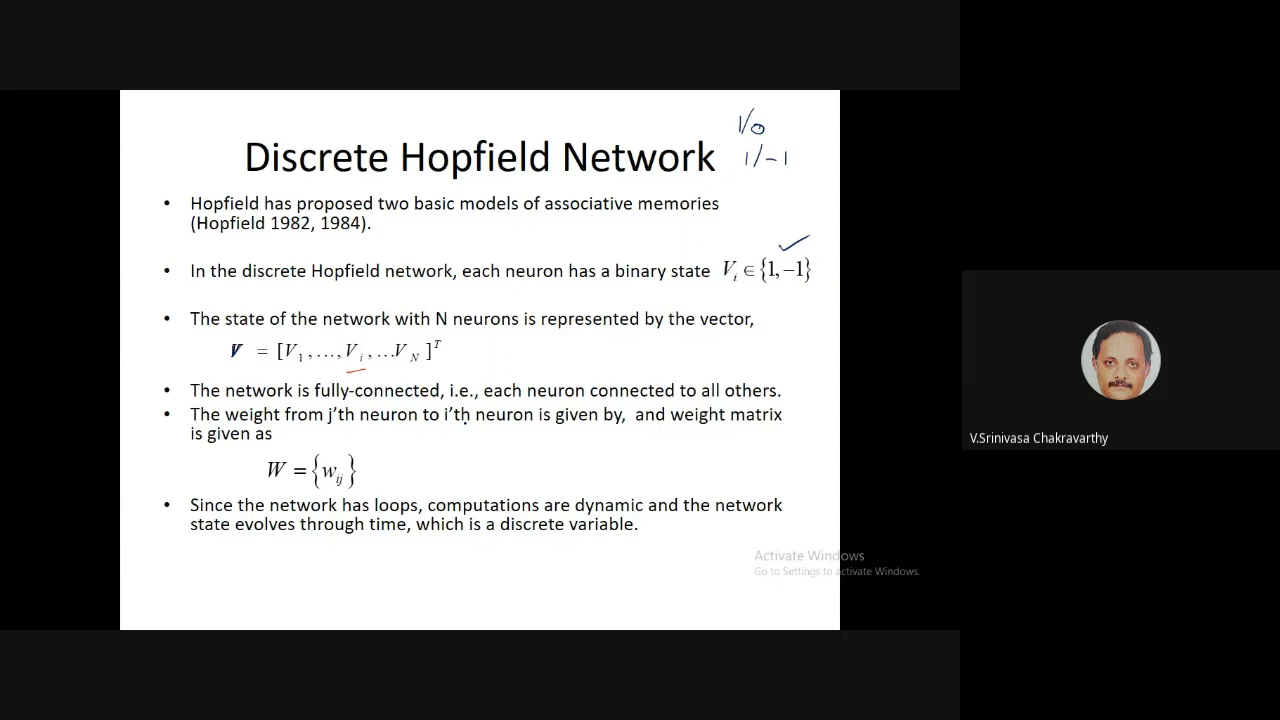 1/0
Discrete Hopfield Network 1/-1
• Hopfield has proposed two basic models of associative memories
(Hopfield 1982, 1984).
• In the discrete Hopfield network, each neuron has a binary state V_i ∈ {1,−1}
• The state of the network with N neurons is represented by the vector,
V = [V_1 ,…, V_i ,…V_N ]^T
• The network is fully-connected, i.e., each neuron connected to all others.
• The weight from j’th neuron to i’th neuron is given by, and weight matrix
is given as
W = {w_ij}
• Since the network has loops, computations are dynamic and the network
state evolves through time, which is a discrete variable.
Activate Windows
Go to Settings to activate Windows.
V.Srinivasa Chakravarthy